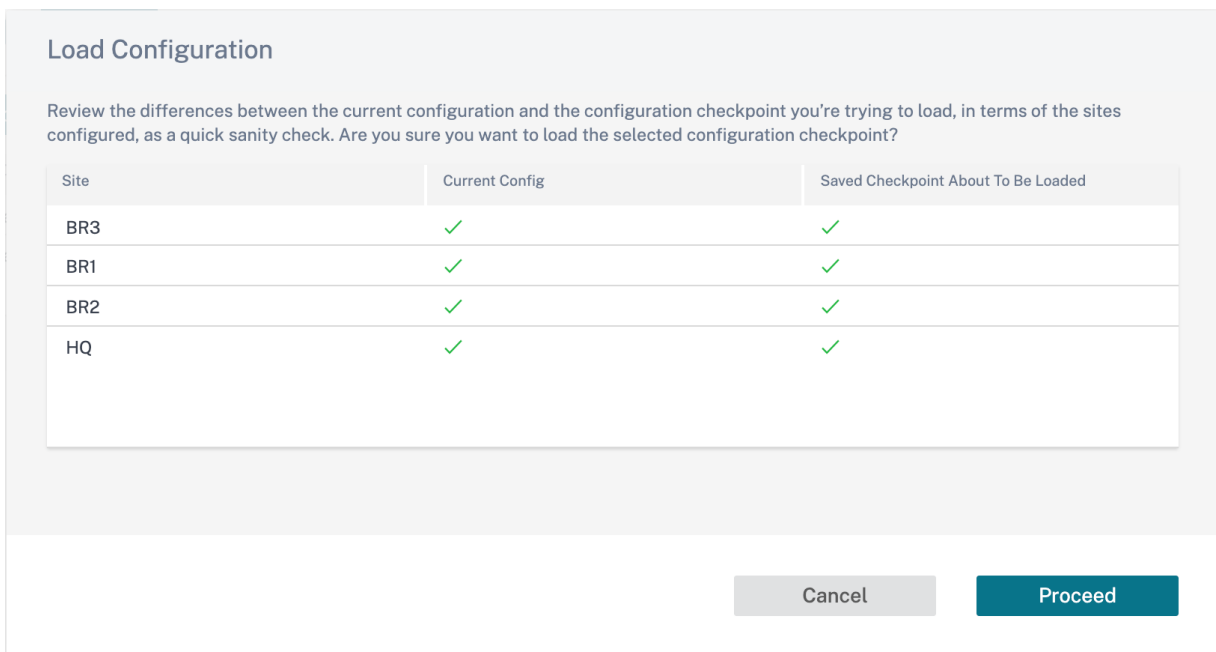 Load Configuration
Review the differences between the current configuration and the configuration checkpoint you’re trying to load, in terms of the sites
configured, as a quick sanity check. Are you sure you want to load the selected configuration checkpoint?
Site Current Config Saved Checkpoint About To Be Loaded
BR3 ✓ ✓
BR1 ✓ ✓
BR2 ✓ ✓
HQ ✓ ✓
Cancel Proceed